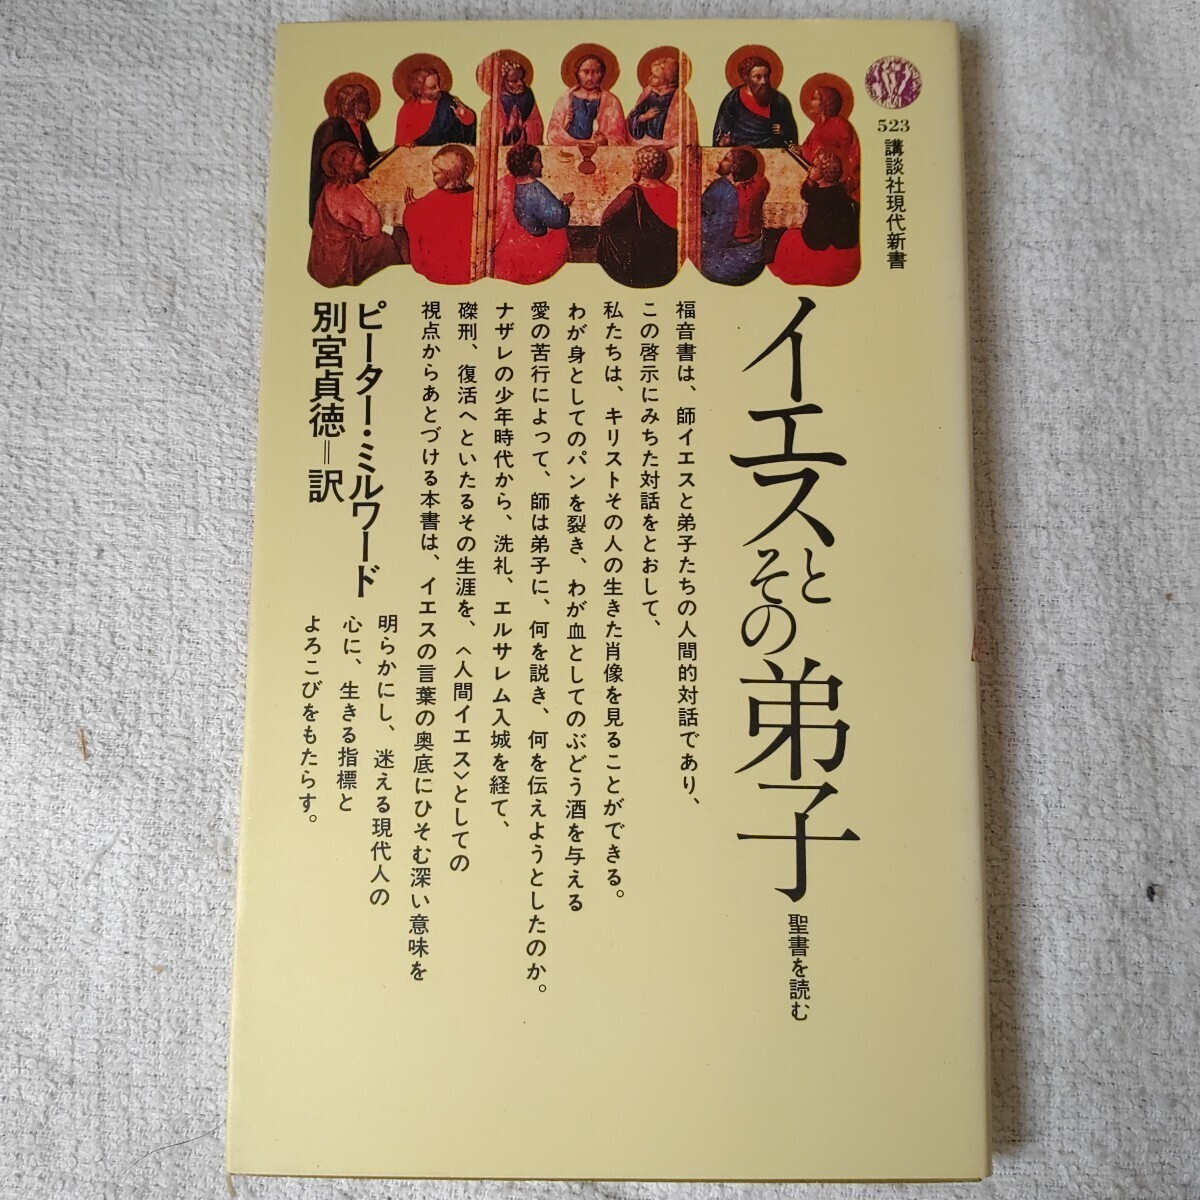 523
講談社現代新書
イエスとその弟子
聖書を読む
福音書は、師イエスと弟子たちの人間的対話であり、
この啓示にみちた対話をとおして、
私たちは、キリストその人の生きた肖像を見ることができる。
わが身としてのパンを裂き、わが血としてのぶどう酒を与える
愛の苦行によって、師は弟子に、何を説き、何を伝えようとしたのか。
ナザレの少年時代から、洗礼、エルサレム入城を経て、
磔刑、復活へといたるその生涯を、〈人間イエス〉としての
視点からあとづける本書は、イエスの言葉の奥底にひそむ深い意味を
明らかにし、迷える現代人の
心に、生きる指標と
よろこびをもたらす。
ピーター・ミルワード
別宮貞徳＝訳